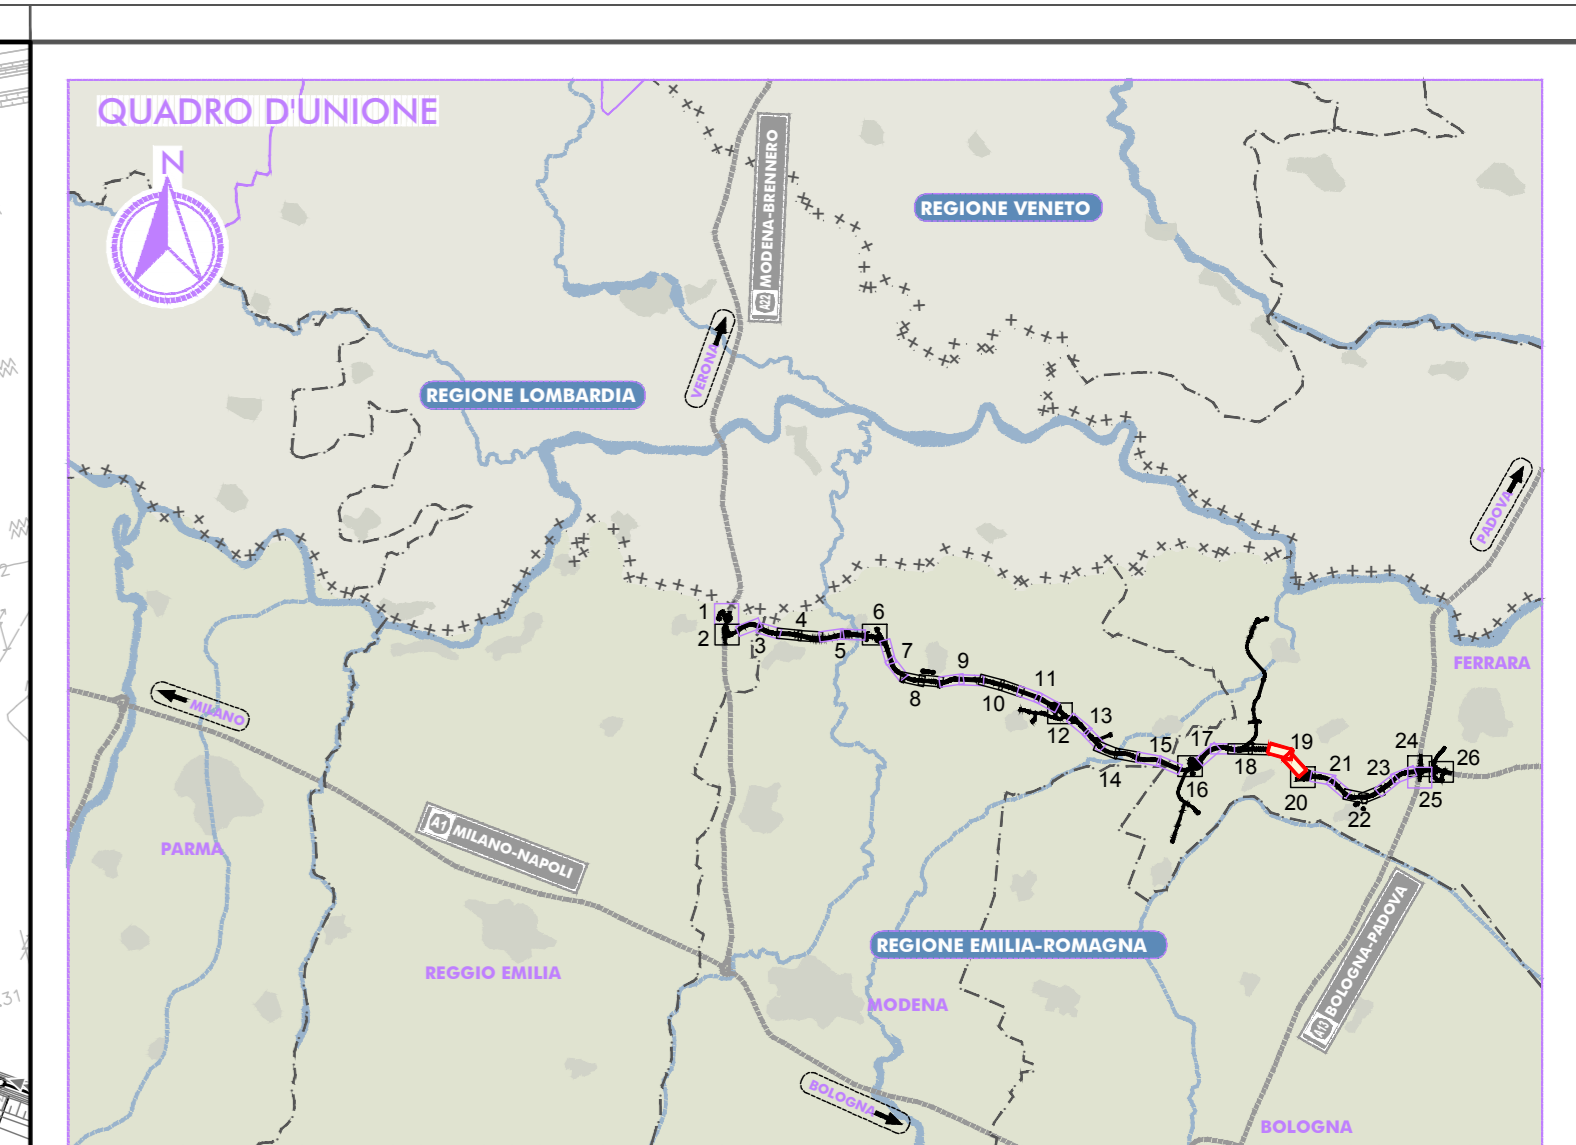 QUADRO D'UNIONE
N
A22 MODENA-BRENNERO
REGIONE VENETO
VERONA
REGIONE LOMBARDIA
PADOVA
1
2
3
4
5
6
7
8
9
10
11
12
13
14
15
16
17
18
19
20
21
22
23
24
25
26
FERRARA
MILANO
A1 MILANO-NAPOLI
PARMA
REGGIO EMILIA
REGIONE EMILIA-ROMAGNA
MODENA
A13 BOLOGNA-PADOVA
BOLOGNA
BOLOGNA
2
.31